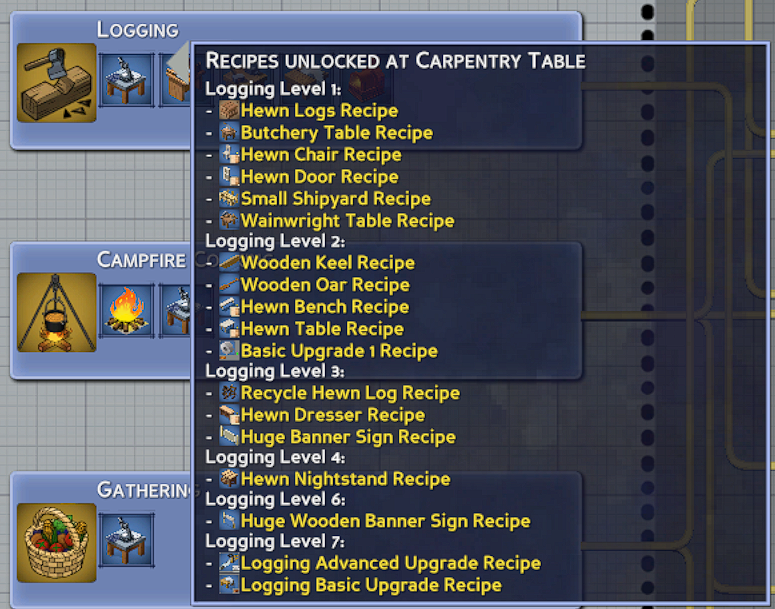 Logging
Recipes unlocked at Carpentry Table
Logging Level 1:
- Hewn Logs Recipe
- Butchery Table Recipe
- Hewn Chair Recipe
- Hewn Door Recipe
- Small Shipyard Recipe
- Wainwright Table Recipe
Logging Level 2:
- Wooden Keel Recipe
- Wooden Oar Recipe
- Hewn Bench Recipe
- Hewn Table Recipe
- Basic Upgrade 1 Recipe
Logging Level 3:
- Recycle Hewn Log Recipe
- Hewn Dresser Recipe
- Huge Banner Sign Recipe
Logging Level 4:
- Hewn Nightstand Recipe
Logging Level 6:
- Huge Wooden Banner Sign Recipe
Logging Level 7:
- Logging Advanced Upgrade Recipe
- Logging Basic Upgrade Recipe
Campfire
Gathering